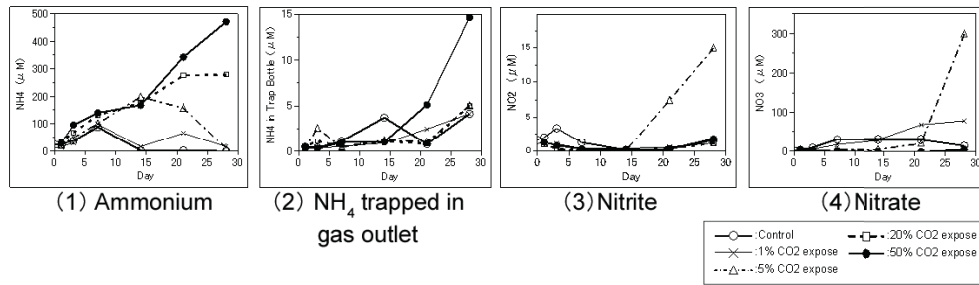 500
400
300
200
100
0
NH4 (μM)
0 5 10 15 20 25 30
Day
(1) Ammonium
15
10
5
0
NH4 in Trap Bottle (μM)
0 5 10 15 20 25 30
Day
(2) NH4 trapped in
gas outlet
15
10
5
0
NO2 (μM)
0 5 10 15 20 25 30
Day
(3) Nitrite
300
200
100
0
NO3 (μM)
0 5 10 15 20 25 30
Day
(4) Nitrate
:Control
:1% CO2 expose
:5% CO2 expose
:20% CO2 expose
:50% CO2 expose